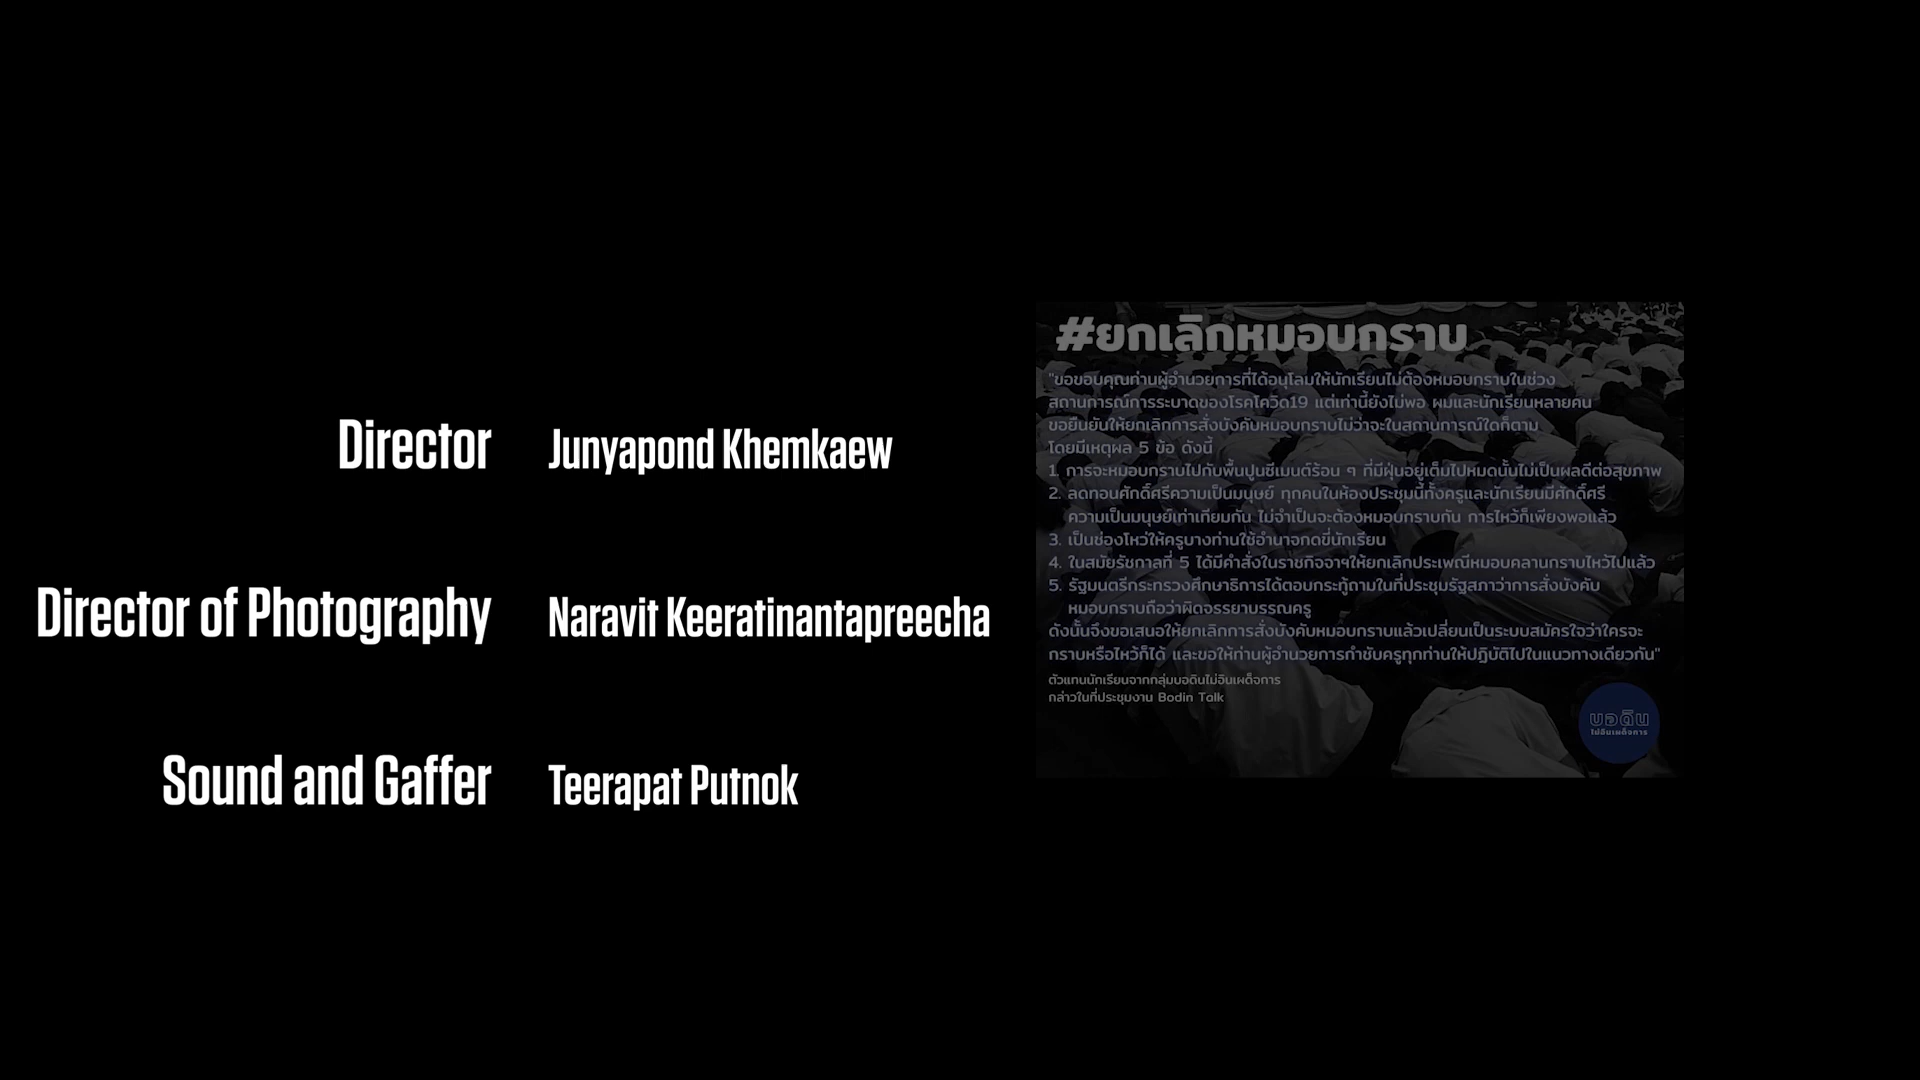 Director
Junyapond Khemkaew
Director of Photography
Naravit Keeratinantapreecha
Sound and Gaffer
Teerapat Putnok
#ยกเลิกหมอบกราบ
"ขอขอบคุณท่านผู้อำนวยการที่ได้อนุโลมให้นักเรียนไม่ต้องหมอบกราบในช่วง
สถานการณ์การระบาดของโรคโควิด19 แต่เท่านี้ยังไม่พอ ผมและนักเรียนหลายคน
ขอยืนยันให้ยกเลิกการสั่งบังคับหมอบกราบไม่ว่าจะในสถานการณ์ใดก็ตาม
โดยมีเหตุผล 5 ข้อ ดังนี้
1. การจะหมอบกราบไปกับพื้นปูนซีเมนต์ร้อน ๆ ที่มีฝุ่นอยู่เต็มไปหมดนั้นไม่เป็นผลดีต่อสุขภาพ
2. ลดทอนศักดิ์ศรีความเป็นมนุษย์ ทุกคนในห้องประชุมนี้ทั้งครูและนักเรียนมีศักดิ์ศรี
ความเป็นมนุษย์เท่าเทียมกัน ไม่จำเป็นจะต้องหมอบกราบกัน การไหว้ก็เพียงพอแล้ว
3. เป็นช่องโหว่ให้ครูบางท่านใช้อำนาจกดขี่นักเรียน
4. ในสมัยรัชกาลที่ 5 ได้มีคำสั่งในราชกิจจาฯให้ยกเลิกประเพณีหมอบคลานกราบไหว้ไปแล้ว
5. รัฐมนตรีกระทรวงศึกษาธิการได้ตอบกระทู้ถามในที่ประชุมรัฐสภาว่าการสั่งบังคับ
หมอบกราบถือว่าผิดจรรยาบรรณครู
ดังนั้นจึงขอเสนอให้ยกเลิกการสั่งบังคับหมอบกราบแล้วเปลี่ยนเป็นระบบสมัครใจว่าใครจะ
กราบหรือไหว้ก็ได้ และขอให้ท่านผู้อำนวยการกำชับครูทุกท่านให้ปฏิบัติไปในแนวทางเดียวกัน"
ตัวแทนนักเรียนจากกลุ่มบอดินไม่อินเผด็จการ
กล่าวในที่ประชุมงาน Bodin Talk
บอดิน
ไม่อินเผด็จการ